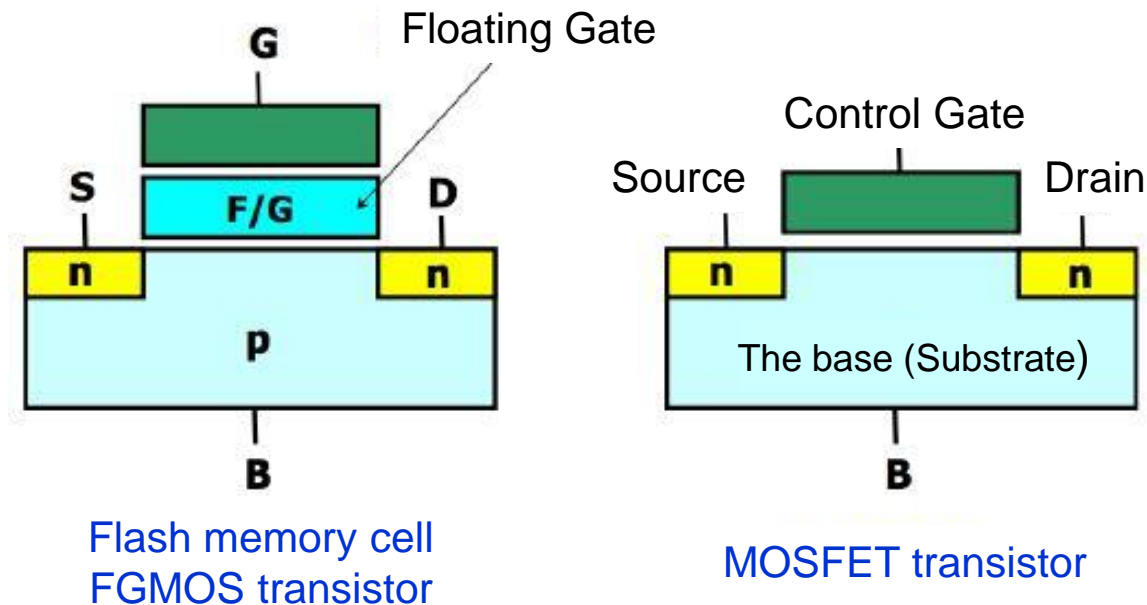 Floating Gate
G
S
F/G
D
n
n
p
B
Flash memory cell
FGMOS transistor
Control Gate
Source
Drain
n
n
The base (Substrate)
B
MOSFET transistor